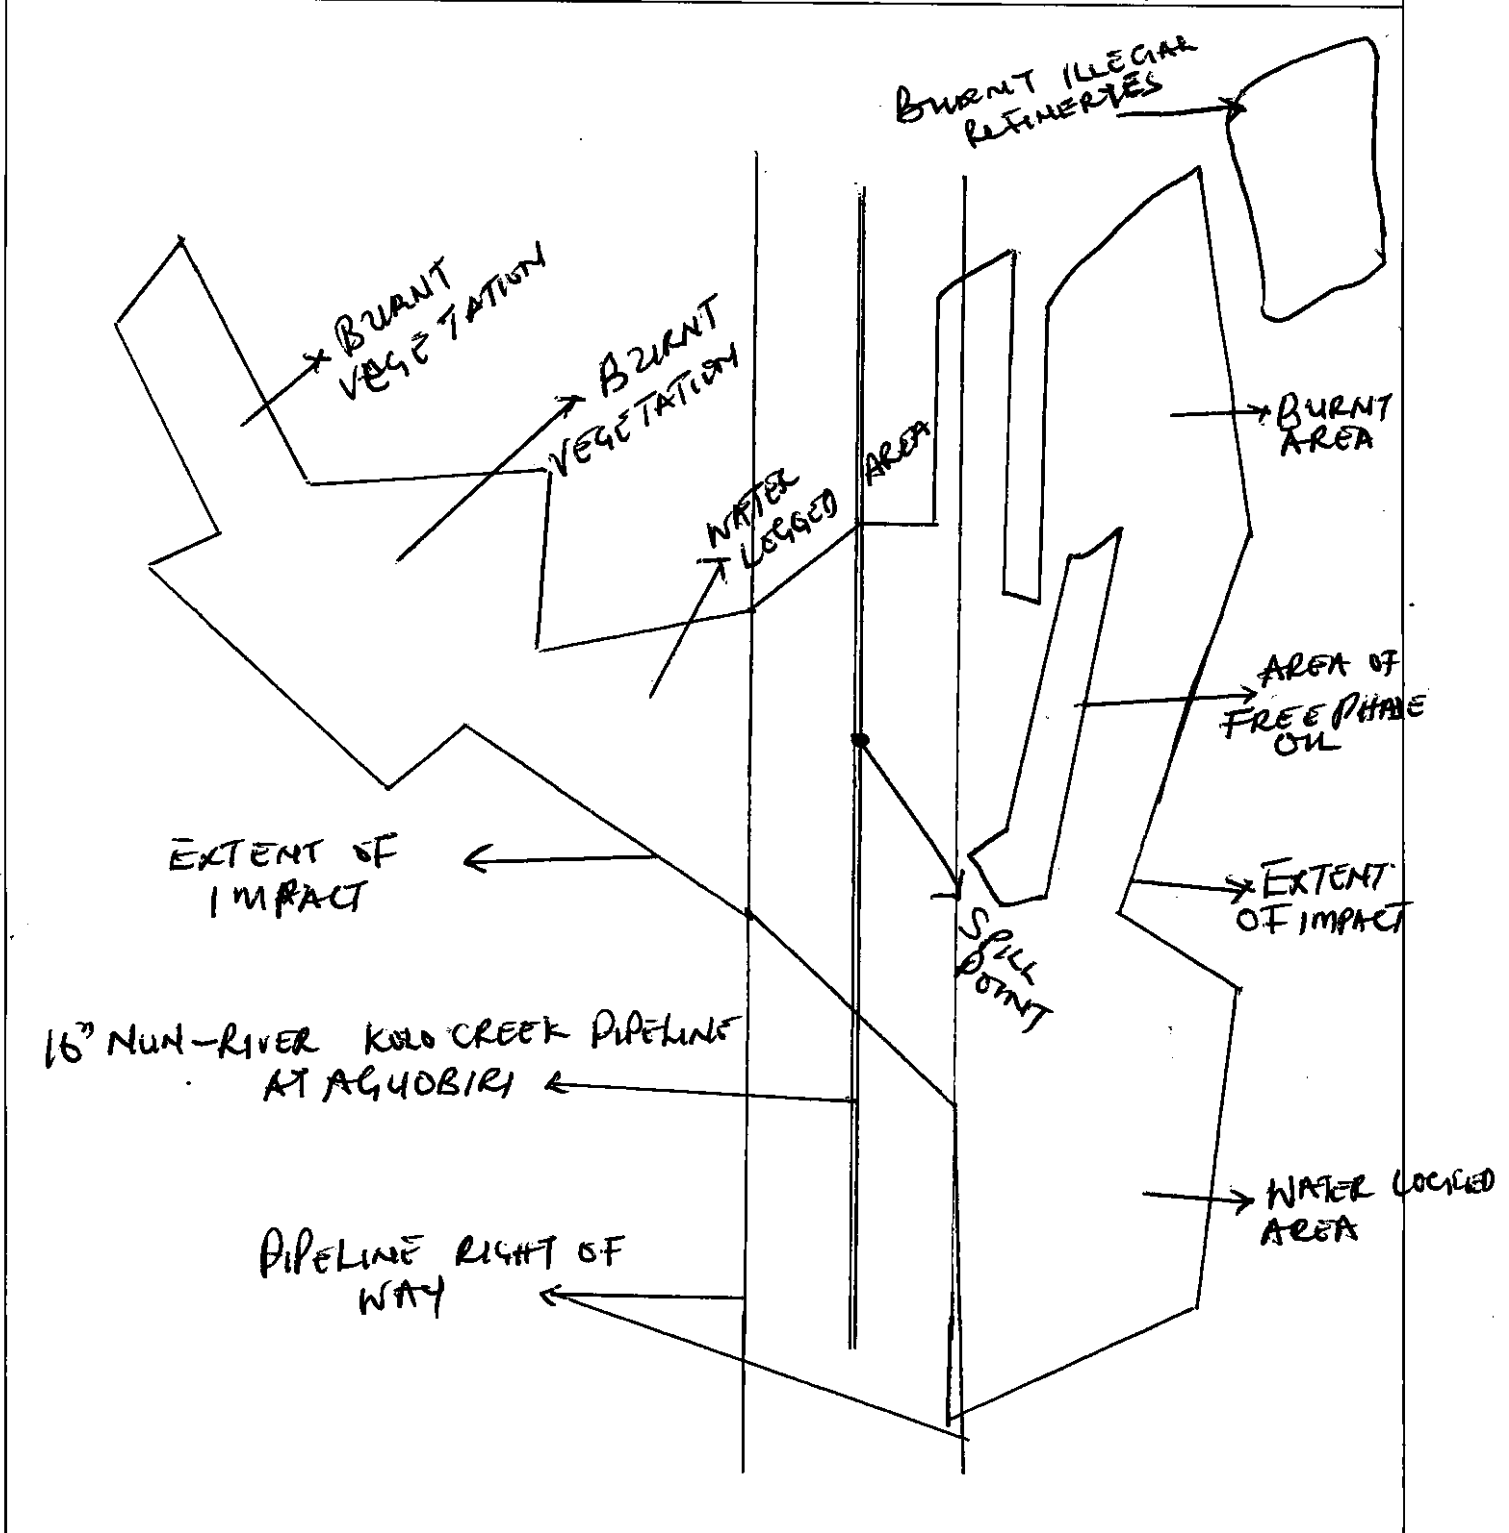 BURNT ILLEGAL
REFINERIES
BURNT
VEGETATION
BURNT
VEGETATION
WATER
LOGGED AREA
BURNT
AREA
AREA OF
FREE PHASE
OIL
EXTENT OF
IMPACT
EXTENT
OF IMPACT
SPILL
POINT
16" NUN-RIVER KOLO CREEK PIPELINE
AT AGUOBIRI
WATER LOGGED
AREA
PIPELINE RIGHT OF
WAY